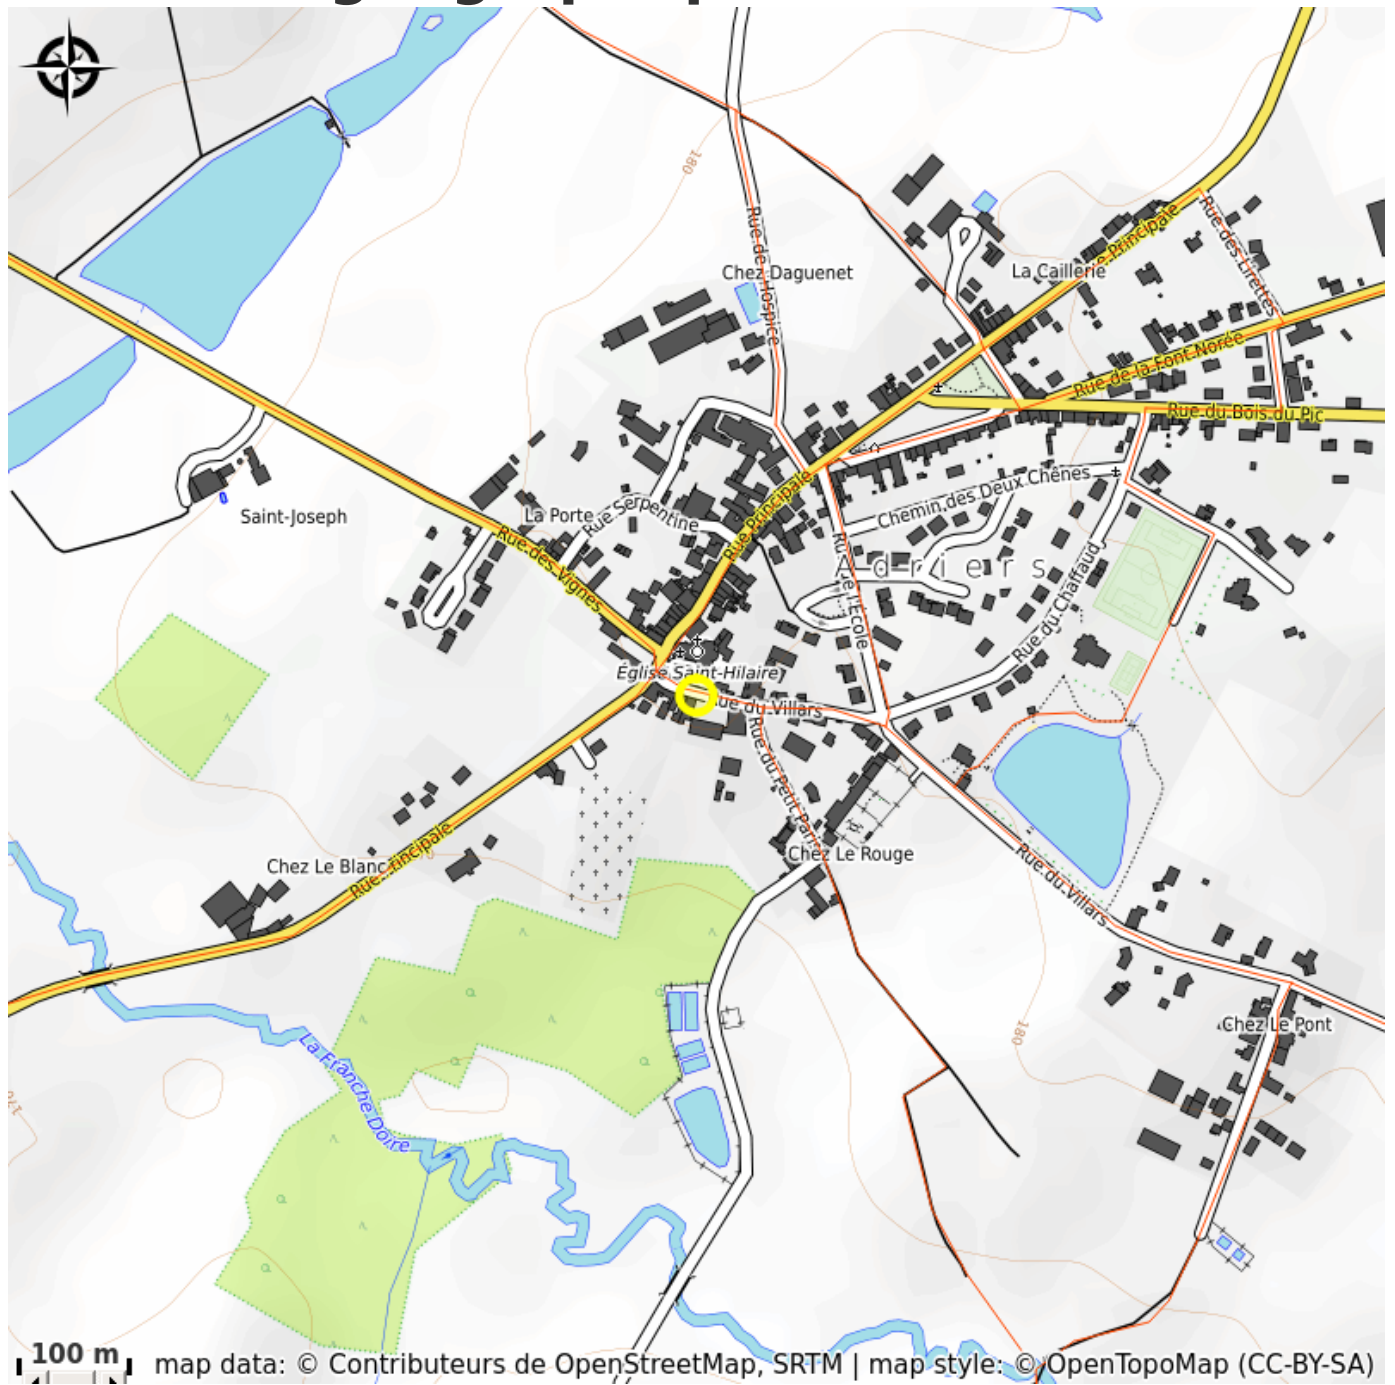 180
Rue de l'Hospice
Chez Daguenet
La Caillerie
Principale
Rue des Lirettes
Rue de la Font Norée
Rue du Bois du Pic
Saint-Joseph
La Porte
Rue Serpentine
Rue Principale
Chemin des Deux Chênes
Rue des Vignes
Adriers
Rue de l'École
Rue du Chaffaud
Église Saint-Hilaire
Rue du Villars
Rue du Petit Parc
Chez Le Blanc
Rue Principale
Chez Le Rouge
Rue du Villars
Chez Le Pont
180
170
La Franche Doire
100 m
map data: © Contributeurs de OpenStreetMap, SRTM | map style: © OpenTopoMap (CC-BY-SA)